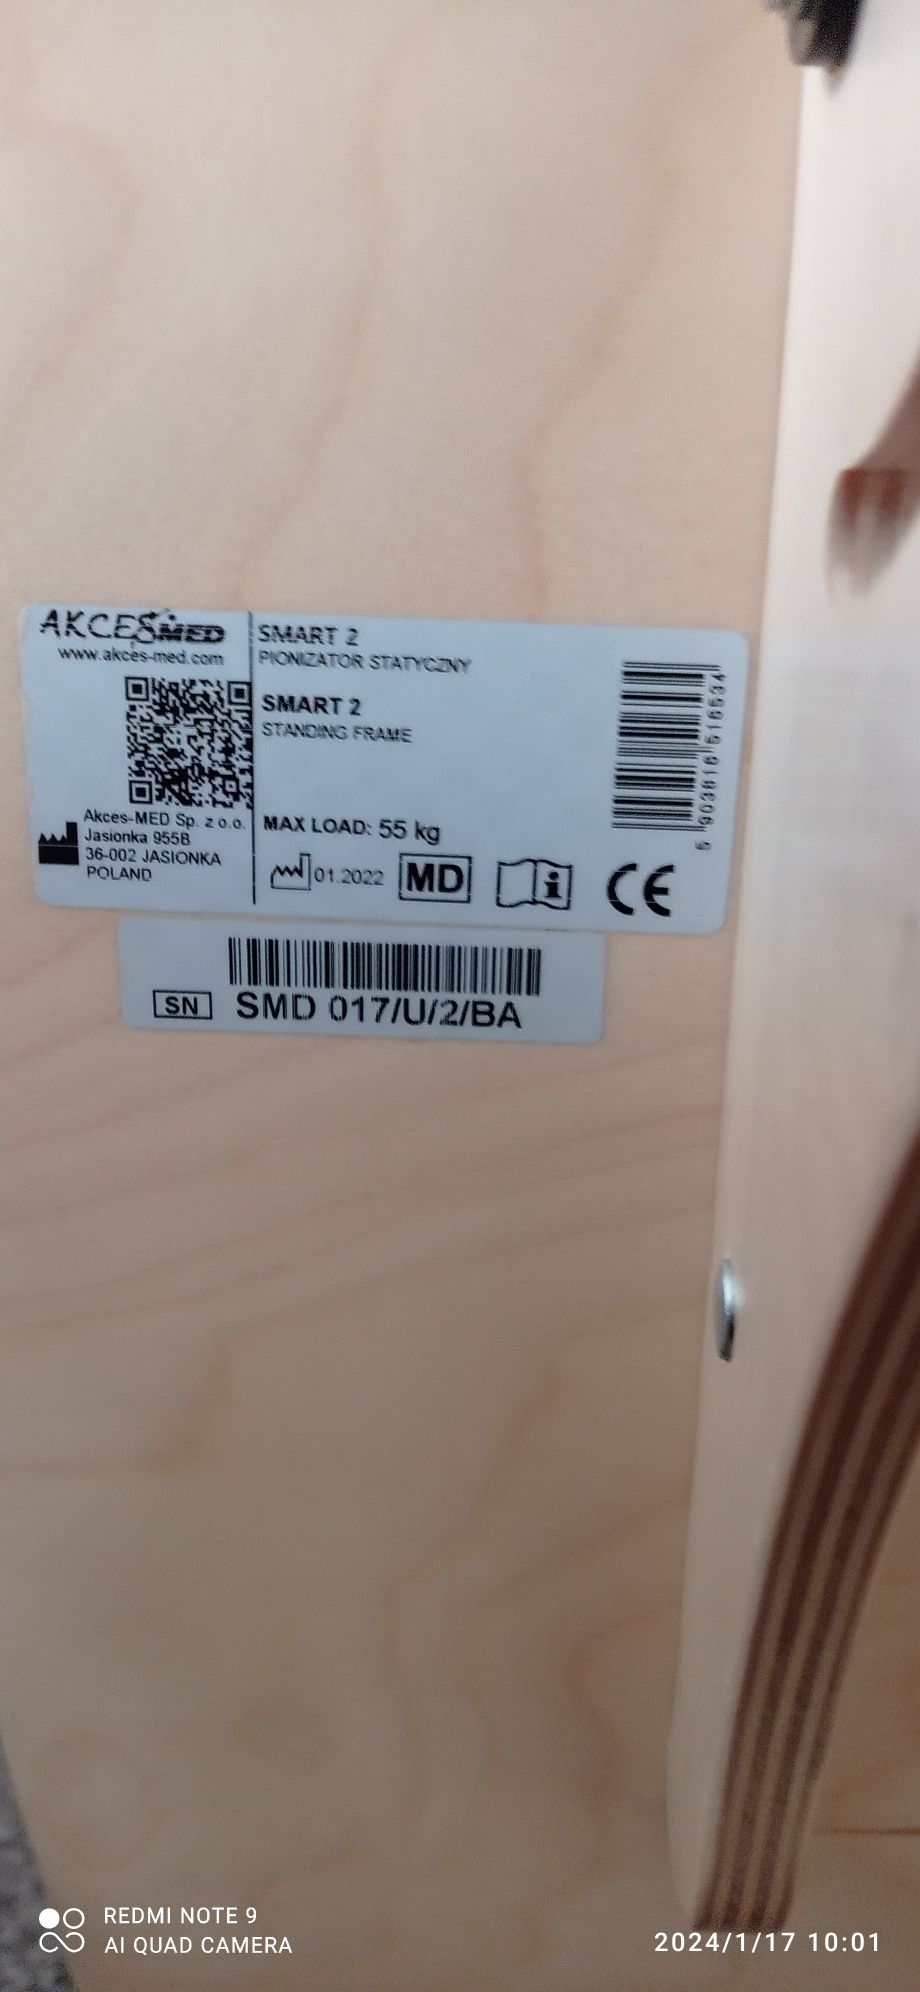 AKCESMED
www.akces-med.com
Akces-MED Sp. z o.o.
Jasionka 955B
36-002 JASIONKA
POLAND
SMART 2
PIONIZATOR STATYCZNY
SMART 2
STANDING FRAME
MAX LOAD: 55 kg
01.2022
MD
CE
5 903816 516534
SN SMD 017/U/2/BA
REDMI NOTE 9
AI QUAD CAMERA
2024/1/17 10:01